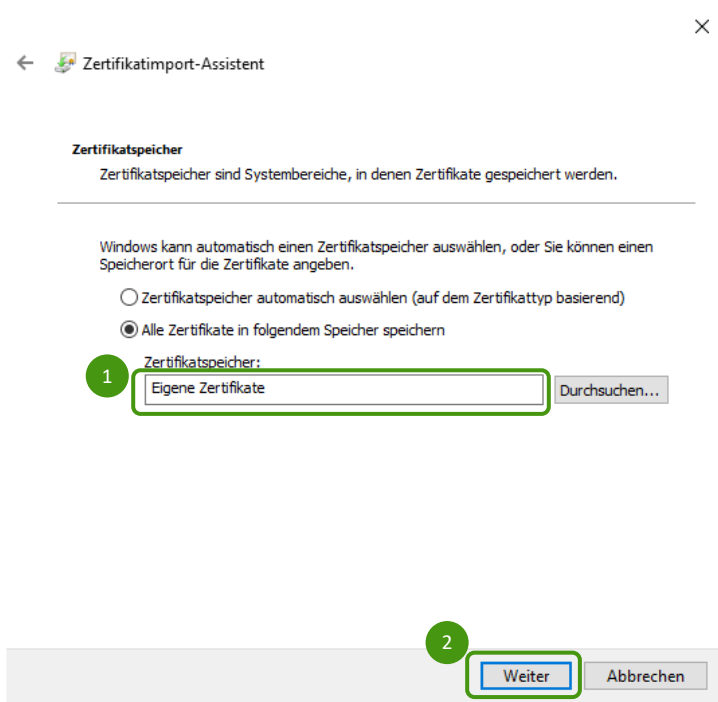 Zertifikatimport-Assistent
Zertifikatspeicher
Zertifikatspeicher sind Systembereiche, in denen Zertifikate gespeichert werden.
Windows kann automatisch einen Zertifikatspeicher auswählen, oder Sie können einen
Speicherort für die Zertifikate angeben.
Zertifikatspeicher automatisch auswählen (auf dem Zertifikattyp basierend)
Alle Zertifikate in folgendem Speicher speichern
Zertifikatspeicher:
1
Eigene Zertifikate
Durchsuchen...
2
Weiter
Abbrechen